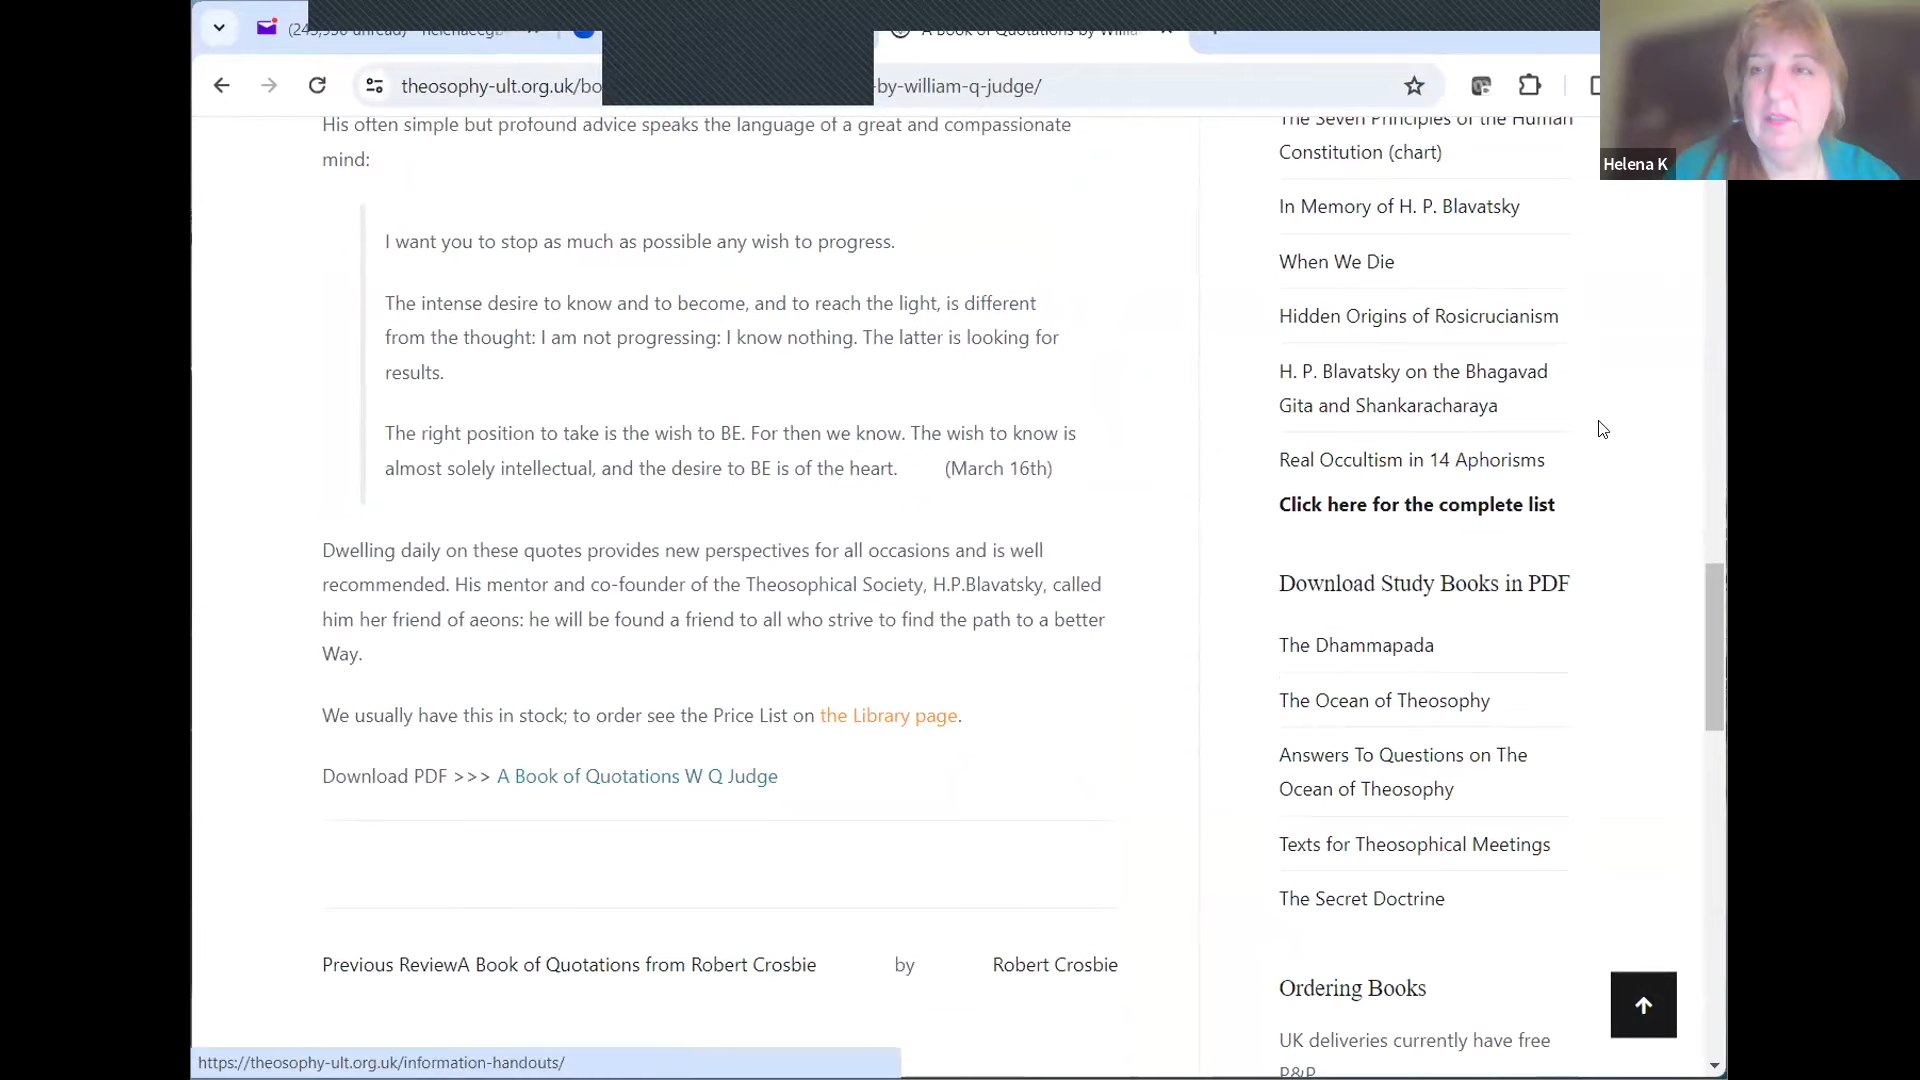 theosophy-ult.org.uk/bo
-by-william-q-judge/
Helena K
His often simple but profound advice speaks the language of a great and compassionate
mind:
I want you to stop as much as possible any wish to progress.
The intense desire to know and to become, and to reach the light, is different
from the thought: I am not progressing: I know nothing. The latter is looking for
results.
The right position to take is the wish to BE. For then we know. The wish to know is
almost solely intellectual, and the desire to BE is of the heart. (March 16th)
Dwelling daily on these quotes provides new perspectives for all occasions and is well
recommended. His mentor and co-founder of the Theosophical Society, H.P.Blavatsky, called
him her friend of aeons: he will be found a friend to all who strive to find the path to a better
Way.
We usually have this in stock; to order see the Price List on the Library page.
Download PDF >>> A Book of Quotations W Q Judge
Previous ReviewA Book of Quotations from Robert Crosbie by Robert Crosbie
The Seven Principles of the Human
Constitution (chart)
In Memory of H. P. Blavatsky
When We Die
Hidden Origins of Rosicrucianism
H. P. Blavatsky on the Bhagavad
Gita and Shankaracharaya
Real Occultism in 14 Aphorisms
Click here for the complete list
Download Study Books in PDF
The Dhammapada
The Ocean of Theosophy
Answers To Questions on The
Ocean of Theosophy
Texts for Theosophical Meetings
The Secret Doctrine
Ordering Books
UK deliveries currently have free
P&P
https://theosophy-ult.org.uk/information-handouts/